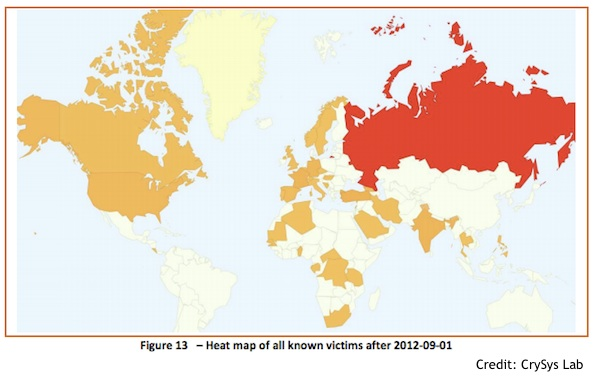 Figure 13 – Heat map of all known victims after 2012-09-01
Credit: CrySys Lab